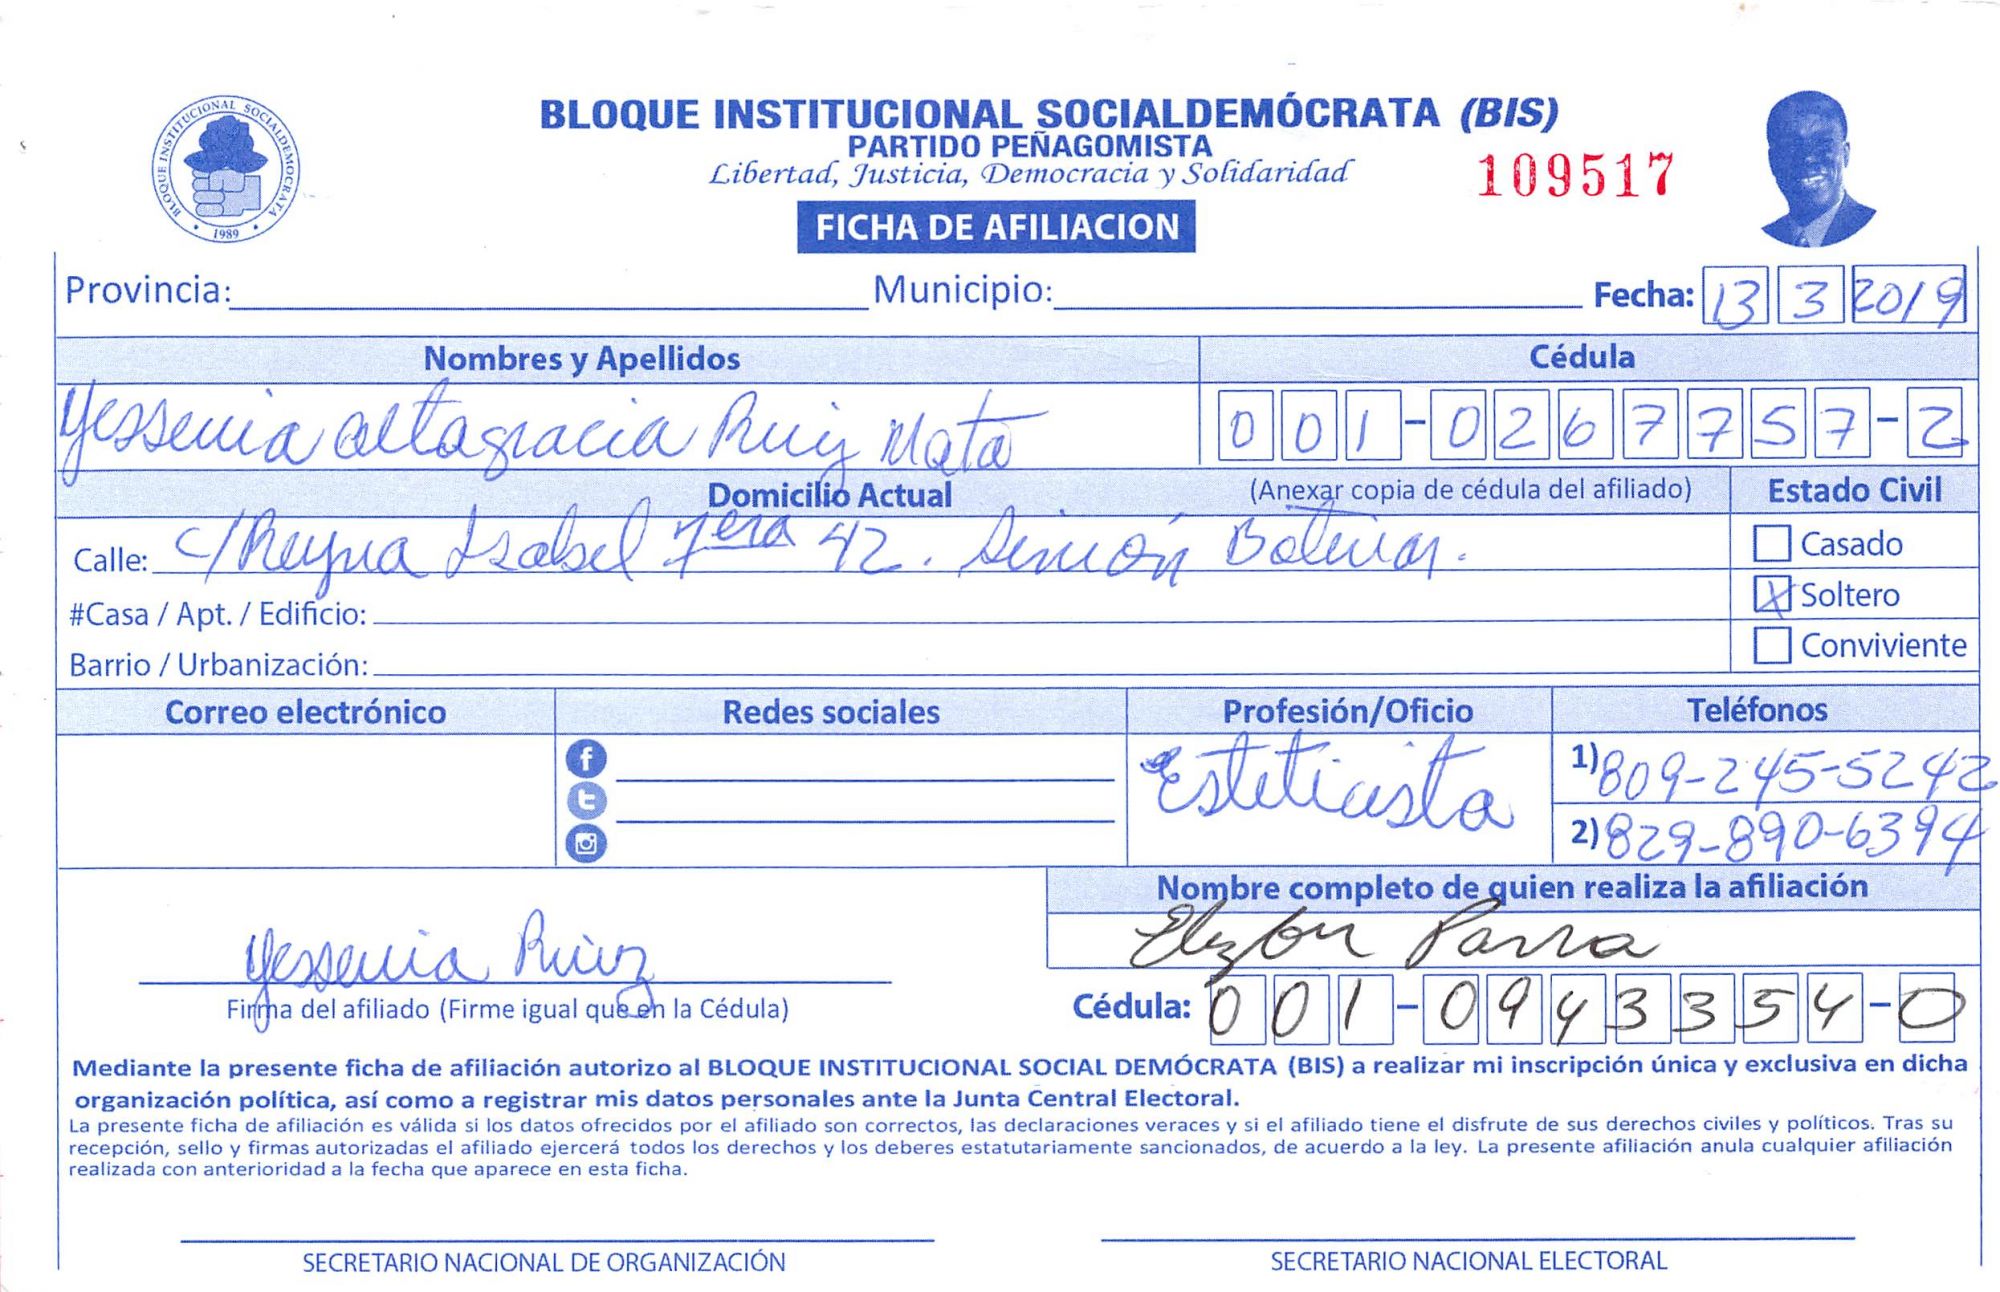 BLOQUE INSTITUCIONAL SOCIALDEMOCRATA
1989
BLOQUE INSTITUCIONAL SOCIALDEMÓCRATA (BIS)
PARTIDO PEÑAGOMISTA
Libertad, Justicia, Democracia y Solidaridad
109517
FICHA DE AFILIACION
Provincia: Municipio: Fecha: 13 3 2019
Nombres y Apellidos Cédula
Yessenia altagracia Ruiz Mata 001-0267757-2
Domicilio Actual (Anexar copia de cédula del afiliado) Estado Civil
Calle: c/Reyna Isabel 7era 42. Simón Bolivar. Casado
#Casa / Apt. / Edificio: X Soltero
Barrio / Urbanización: Conviviente
Correo electrónico Redes sociales Profesión/Oficio Teléfonos
Esteticista 1) 809-245-5242
2) 829-890-6394
Nombre completo de quien realiza la afiliación
Parra
Yessenia Ruiz
Firma del afiliado (Firme igual que en la Cédula) Cédula: 001-0943354-0
Mediante la presente ficha de afiliación autorizo al BLOQUE INSTITUCIONAL SOCIAL DEMÓCRATA (BIS) a realizar mi inscripción única y exclusiva en dicha
organización política, así como a registrar mis datos personales ante la Junta Central Electoral.
La presente ficha de afiliación es válida si los datos ofrecidos por el afiliado son correctos, las declaraciones veraces y si el afiliado tiene el disfrute de sus derechos civiles y políticos. Tras su
recepción, sello y firmas autorizadas el afiliado ejercerá todos los derechos y los deberes estatutariamente sancionados, de acuerdo a la ley. La presente afiliación anula cualquier afiliación
realizada con anterioridad a la fecha que aparece en esta ficha.
SECRETARIO NACIONAL DE ORGANIZACIÓN SECRETARIO NACIONAL ELECTORAL